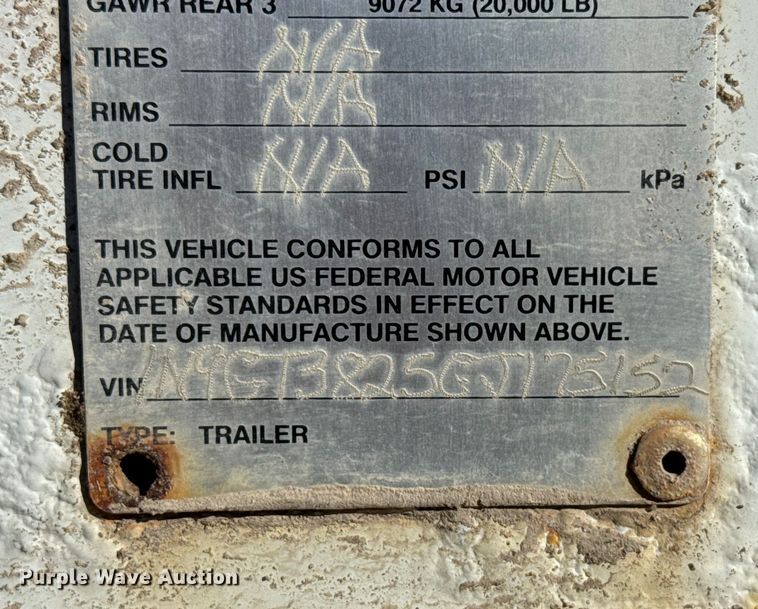 GAWR REAR 3 9072 KG (20,000 LB)
TIRES N/A
RIMS N/A
COLD
TIRE INFL N/A PSI N/A kPa
THIS VEHICLE CONFORMS TO ALL
APPLICABLE US FEDERAL MOTOR VEHICLE
SAFETY STANDARDS IN EFFECT ON THE
DATE OF MANUFACTURE SHOWN ABOVE.
VIN 1N9GT3825GJ175152
TYPE: TRAILER
Purple Wave Auction